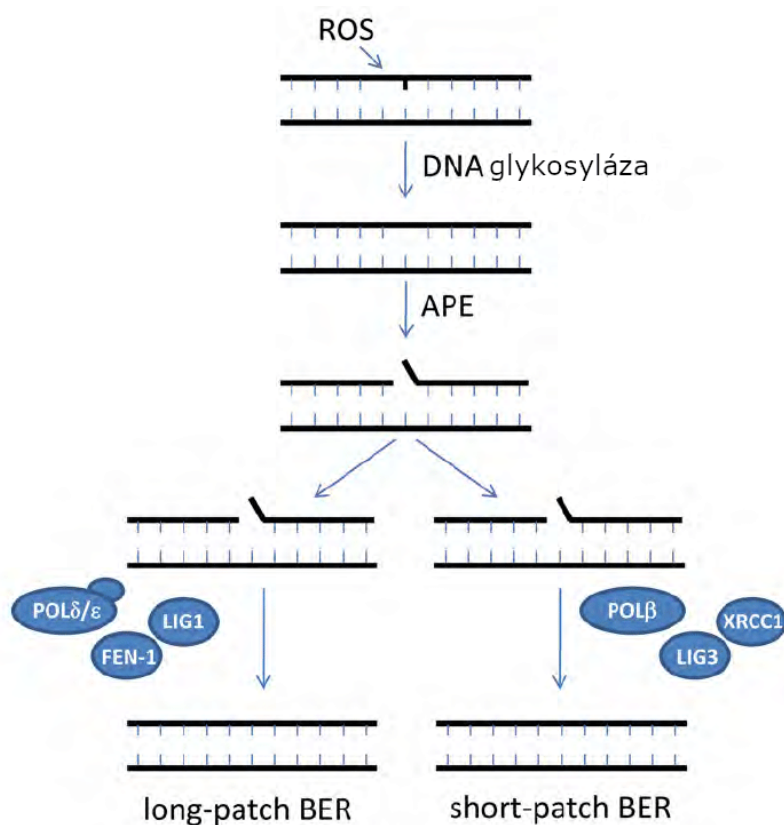 ROS
DNA glykosyláza
APE
POLδ/ε
LIG1
FEN-1
POLβ
XRCC1
LIG3
long-patch BER
short-patch BER